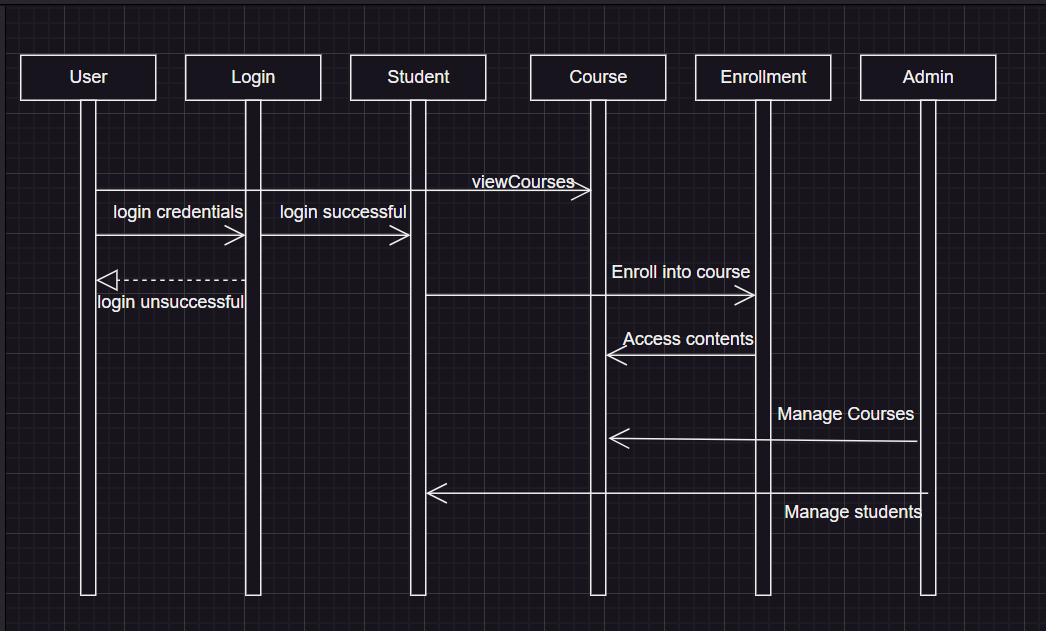 User
Login
Student
Course
Enrollment
Admin
viewCourses
login credentials
login successful
Enroll into course
login unsuccessful
Access contents
Manage Courses
Manage students